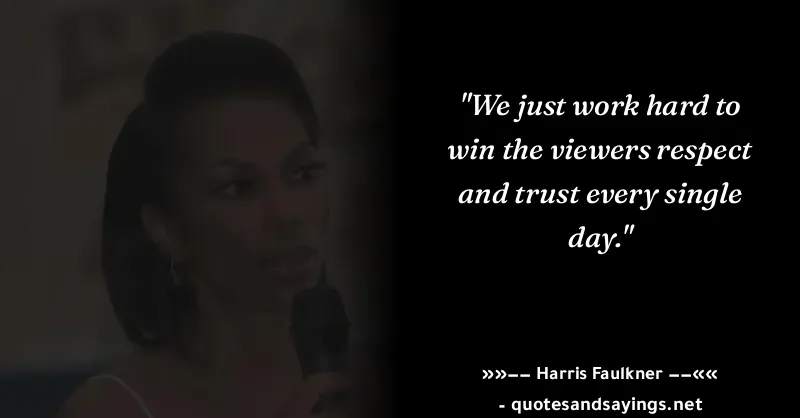 "We just work hard to
win the viewers respect
and trust every single
day."
»»−− Harris Faulkner −−««
- quotesandsayings.net